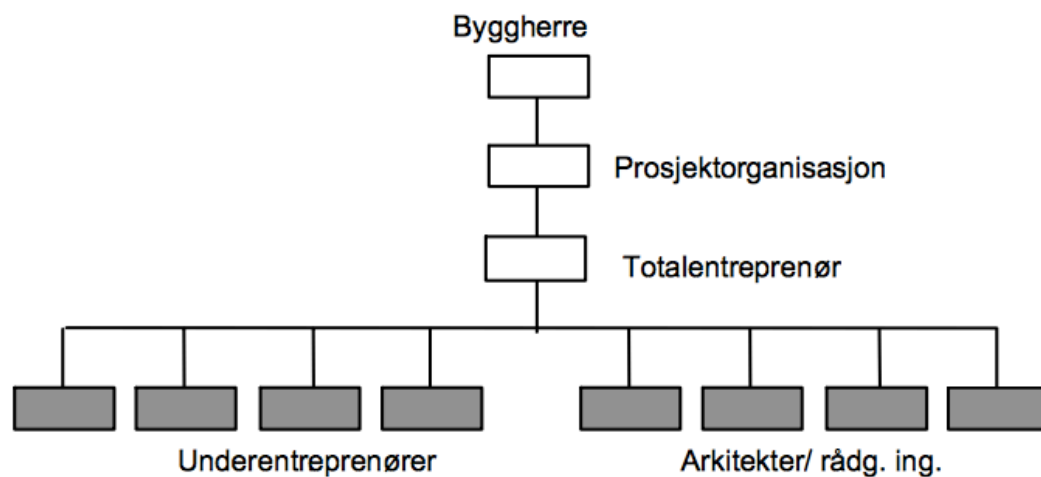 Byggherre
Prosjektorganisasjon
Totalentreprenør
Underentreprenører
Arkitekter/ rådg. ing.